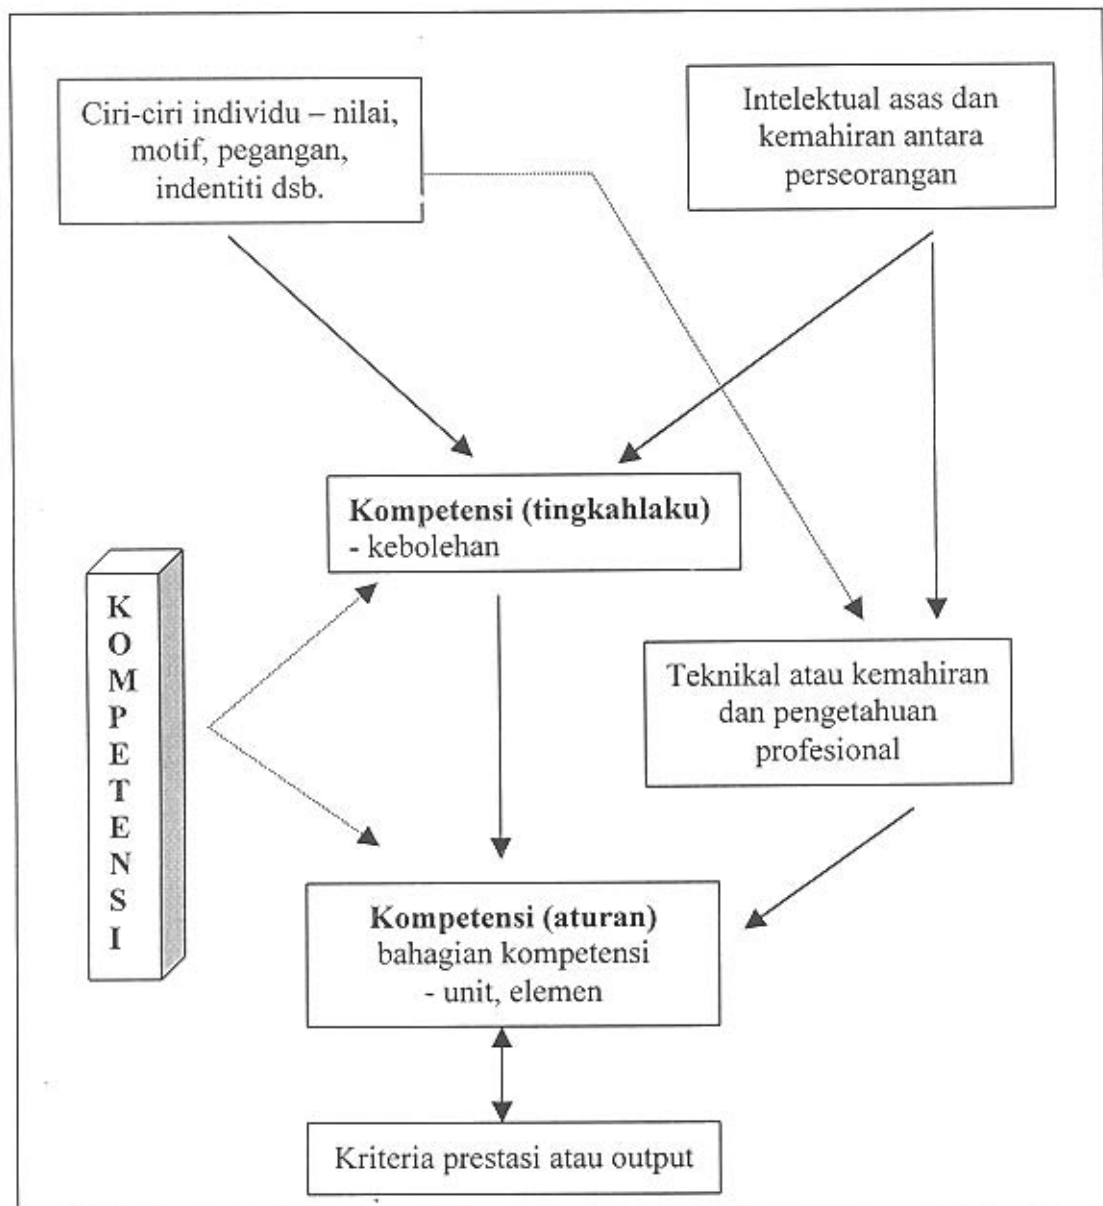 Ciri-ciri individu – nilai,
motif, pegangan,
indentiti dsb.
Intelektual asas dan
kemahiran antara
perseorangan
Kompetensi (tingkahlaku)
- kebolehan
KOMPETENSI
Teknikal atau kemahiran
dan pengetahuan
profesional
Kompetensi (aturan)
bahagian kompetensi
- unit, elemen
Kriteria prestasi atau output